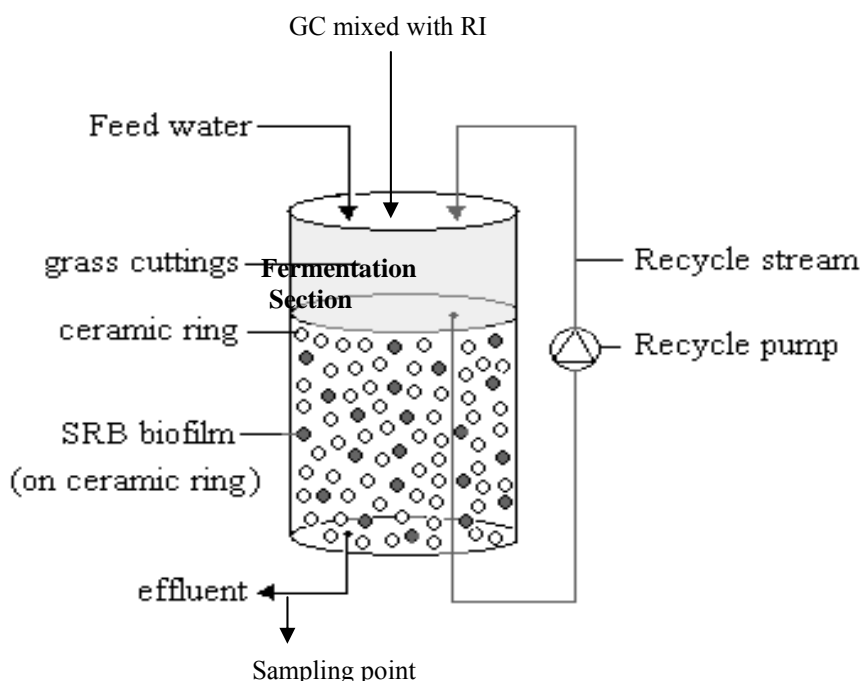 GC mixed with RI
Feed water
grass cuttings
Fermentation
Section
Recycle stream
ceramic ring
Recycle pump
SRB biofilm
(on ceramic ring)
effluent
Sampling point